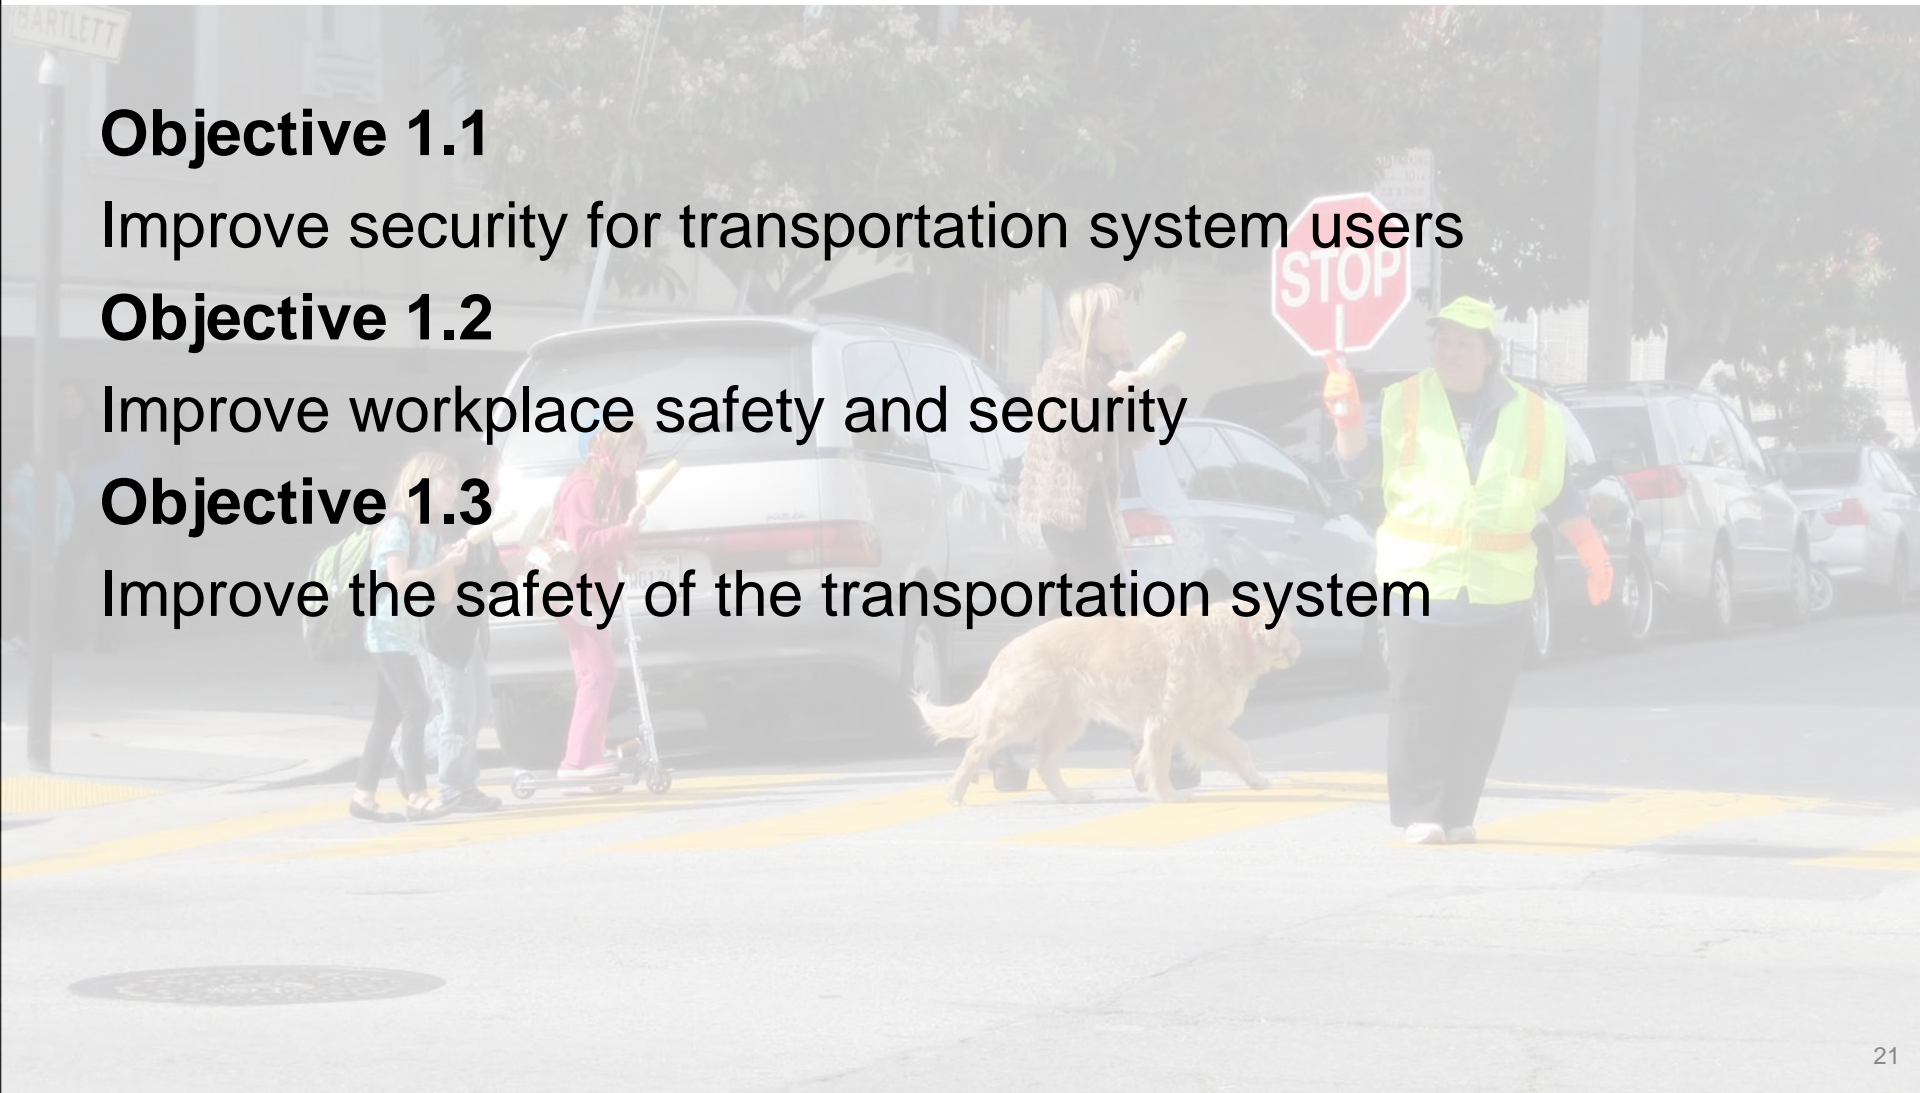 BARTLETT
Objective 1.1
Improve security for transportation system users
STOP
Objective 1.2
Improve workplace safety and security
Objective 1.3
Improve the safety of the transportation system
21